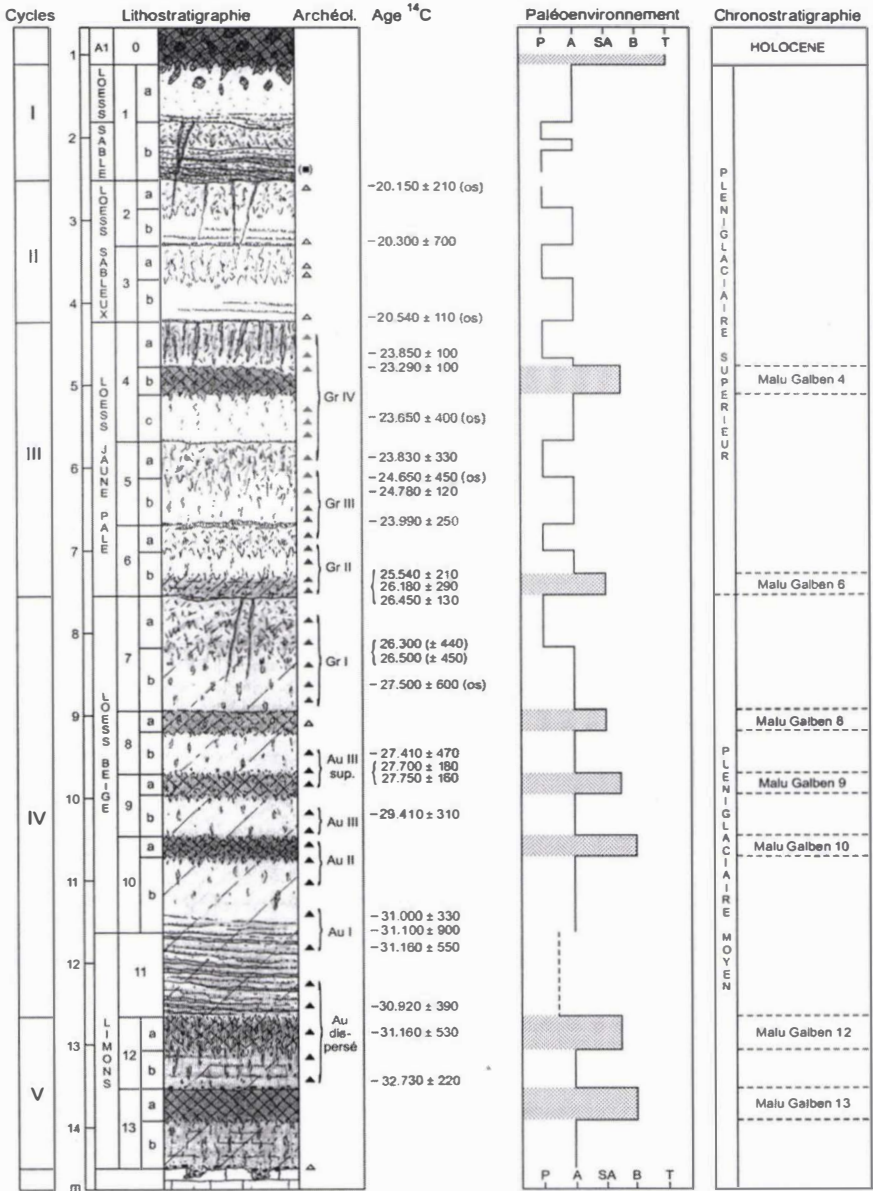 Cycles Lithostratigraphie Archéol. Age ¹⁴C Paléoenvironnement Chronostratigraphie
P A SA B T
1 A1 0 HOLOCENE
I
LOESS 1 a
SABLE b
2
(■)
II
LOESS SABLEUX
2 a
-20.150 ± 210 (os)
3 b
-20.300 ± 700
3 a
b
4
-20.540 ± 110 (os)
PLENIGLACIAIRE SUPERIEUR
III
LOESS JAUNE PALE
4 a
-23.850 ± 100
-23.290 ± 100
5 b Malu Galben 4
Gr IV
c -23.650 ± 400 (os)
5 a -23.830 ± 330
6
-24.650 ± 450 (os)
b -24.780 ± 120
Gr III
-23.990 ± 250
6 a
7
Gr II
b 25.540 ± 210
26.180 ± 290 Malu Galben 6
26.450 ± 130
IV
LOESS BEIGE
7 a
8
26.300 (± 440)
Gr I 26.500 (± 450)
b -27.500 ± 600 (os)
9
8 a Malu Galben 8
PLENIGLACIAIRE MOYEN
b Au III sup. -27.410 ± 470
27.700 ± 180
27.750 ± 160
9 a Malu Galben 9
10
b Au III -29.410 ± 310
10 a Malu Galben 10
Au II
11 b
-31.000 ± 330
Au I -31.100 ± 900
-31.160 ± 550
11
12
-30.920 ± 390
V
LIMONS
Au dis-
persé
12 a -31.160 ± 530 Malu Galben 12
13
b
-32.730 ± 220
13 a Malu Galben 13
14 b
m
P A SA B T